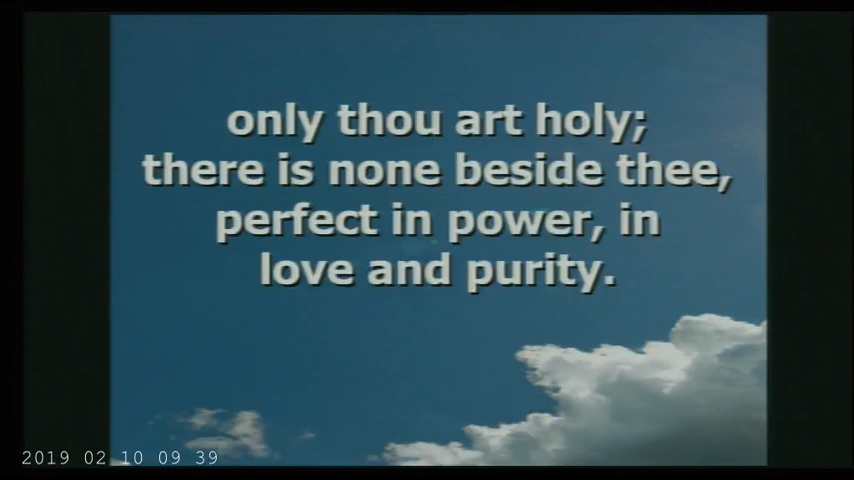 only thou art holy;
there is none beside thee,
perfect in power, in
love and purity.
2019 02 10 09 39